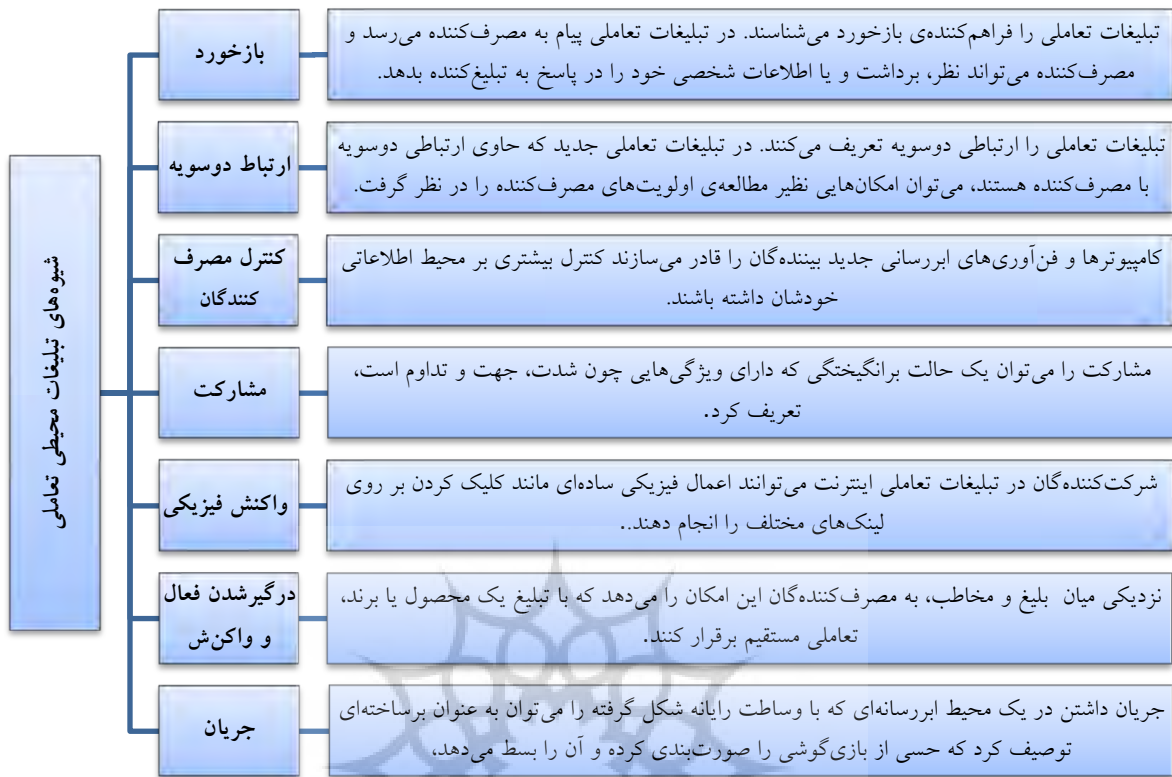 شیوه‌های تبلیغات محیطی تعاملی
بازخورد
تبلیغات تعاملی را فراهم‌کننده‌ی بازخورد می‌شناسند. در تبلیغات تعاملی پیام به مصرف‌کننده می‌رسد و
مصرف‌کننده می‌تواند نظر، برداشت و یا اطلاعات شخصی خود را در پاسخ به تبلیغ‌کننده بدهد.
ارتباط دوسویه
تبلیغات تعاملی را ارتباطی دوسویه تعریف می‌کنند. در تبلیغات تعاملی جدید که حاوی ارتباطی دوسویه
با مصرف‌کننده هستند، می‌توان امکان‌هایی نظیر مطالعه‌ی اولویت‌های مصرف‌کننده را در نظر گرفت.
کنترل مصرف
کنندگان
کامپیوترها و فن‌آوری‌های ابررسانی جدید بیننده‌گان را قادر می‌سازند کنترل بیشتری بر محیط اطلاعاتی
خودشان داشته باشند.
مشارکت
مشارکت را می‌توان یک حالت برانگیختگی که دارای ویژگی‌هایی چون شدت، جهت و تداوم است،
تعریف کرد.
واکنش فیزیکی
شرکت‌کننده‌گان در تبلیغات تعاملی اینترنت می‌توانند اعمال فیزیکی ساده‌ای مانند کلیک کردن بر روی
لینک‌های مختلف را انجام دهند..
درگیرشدن فعال
و واکن‌ش
نزدیکی میان بلیغ و مخاطب، به مصرف‌کننده‌گان این امکان را می‌دهد که با تبلیغ یک محصول یا برند،
تعاملی مستقیم برقرار کنند.
جریان
جریان داشتن در یک محیط ابررسانه‌ای که با وساطت رایانه شکل گرفته را می‌توان به عنوان برساخته‌ای
توصیف کرد که حسی از بازی‌گوشی را صورت‌بندی کرده و آن را بسط می‌دهد،